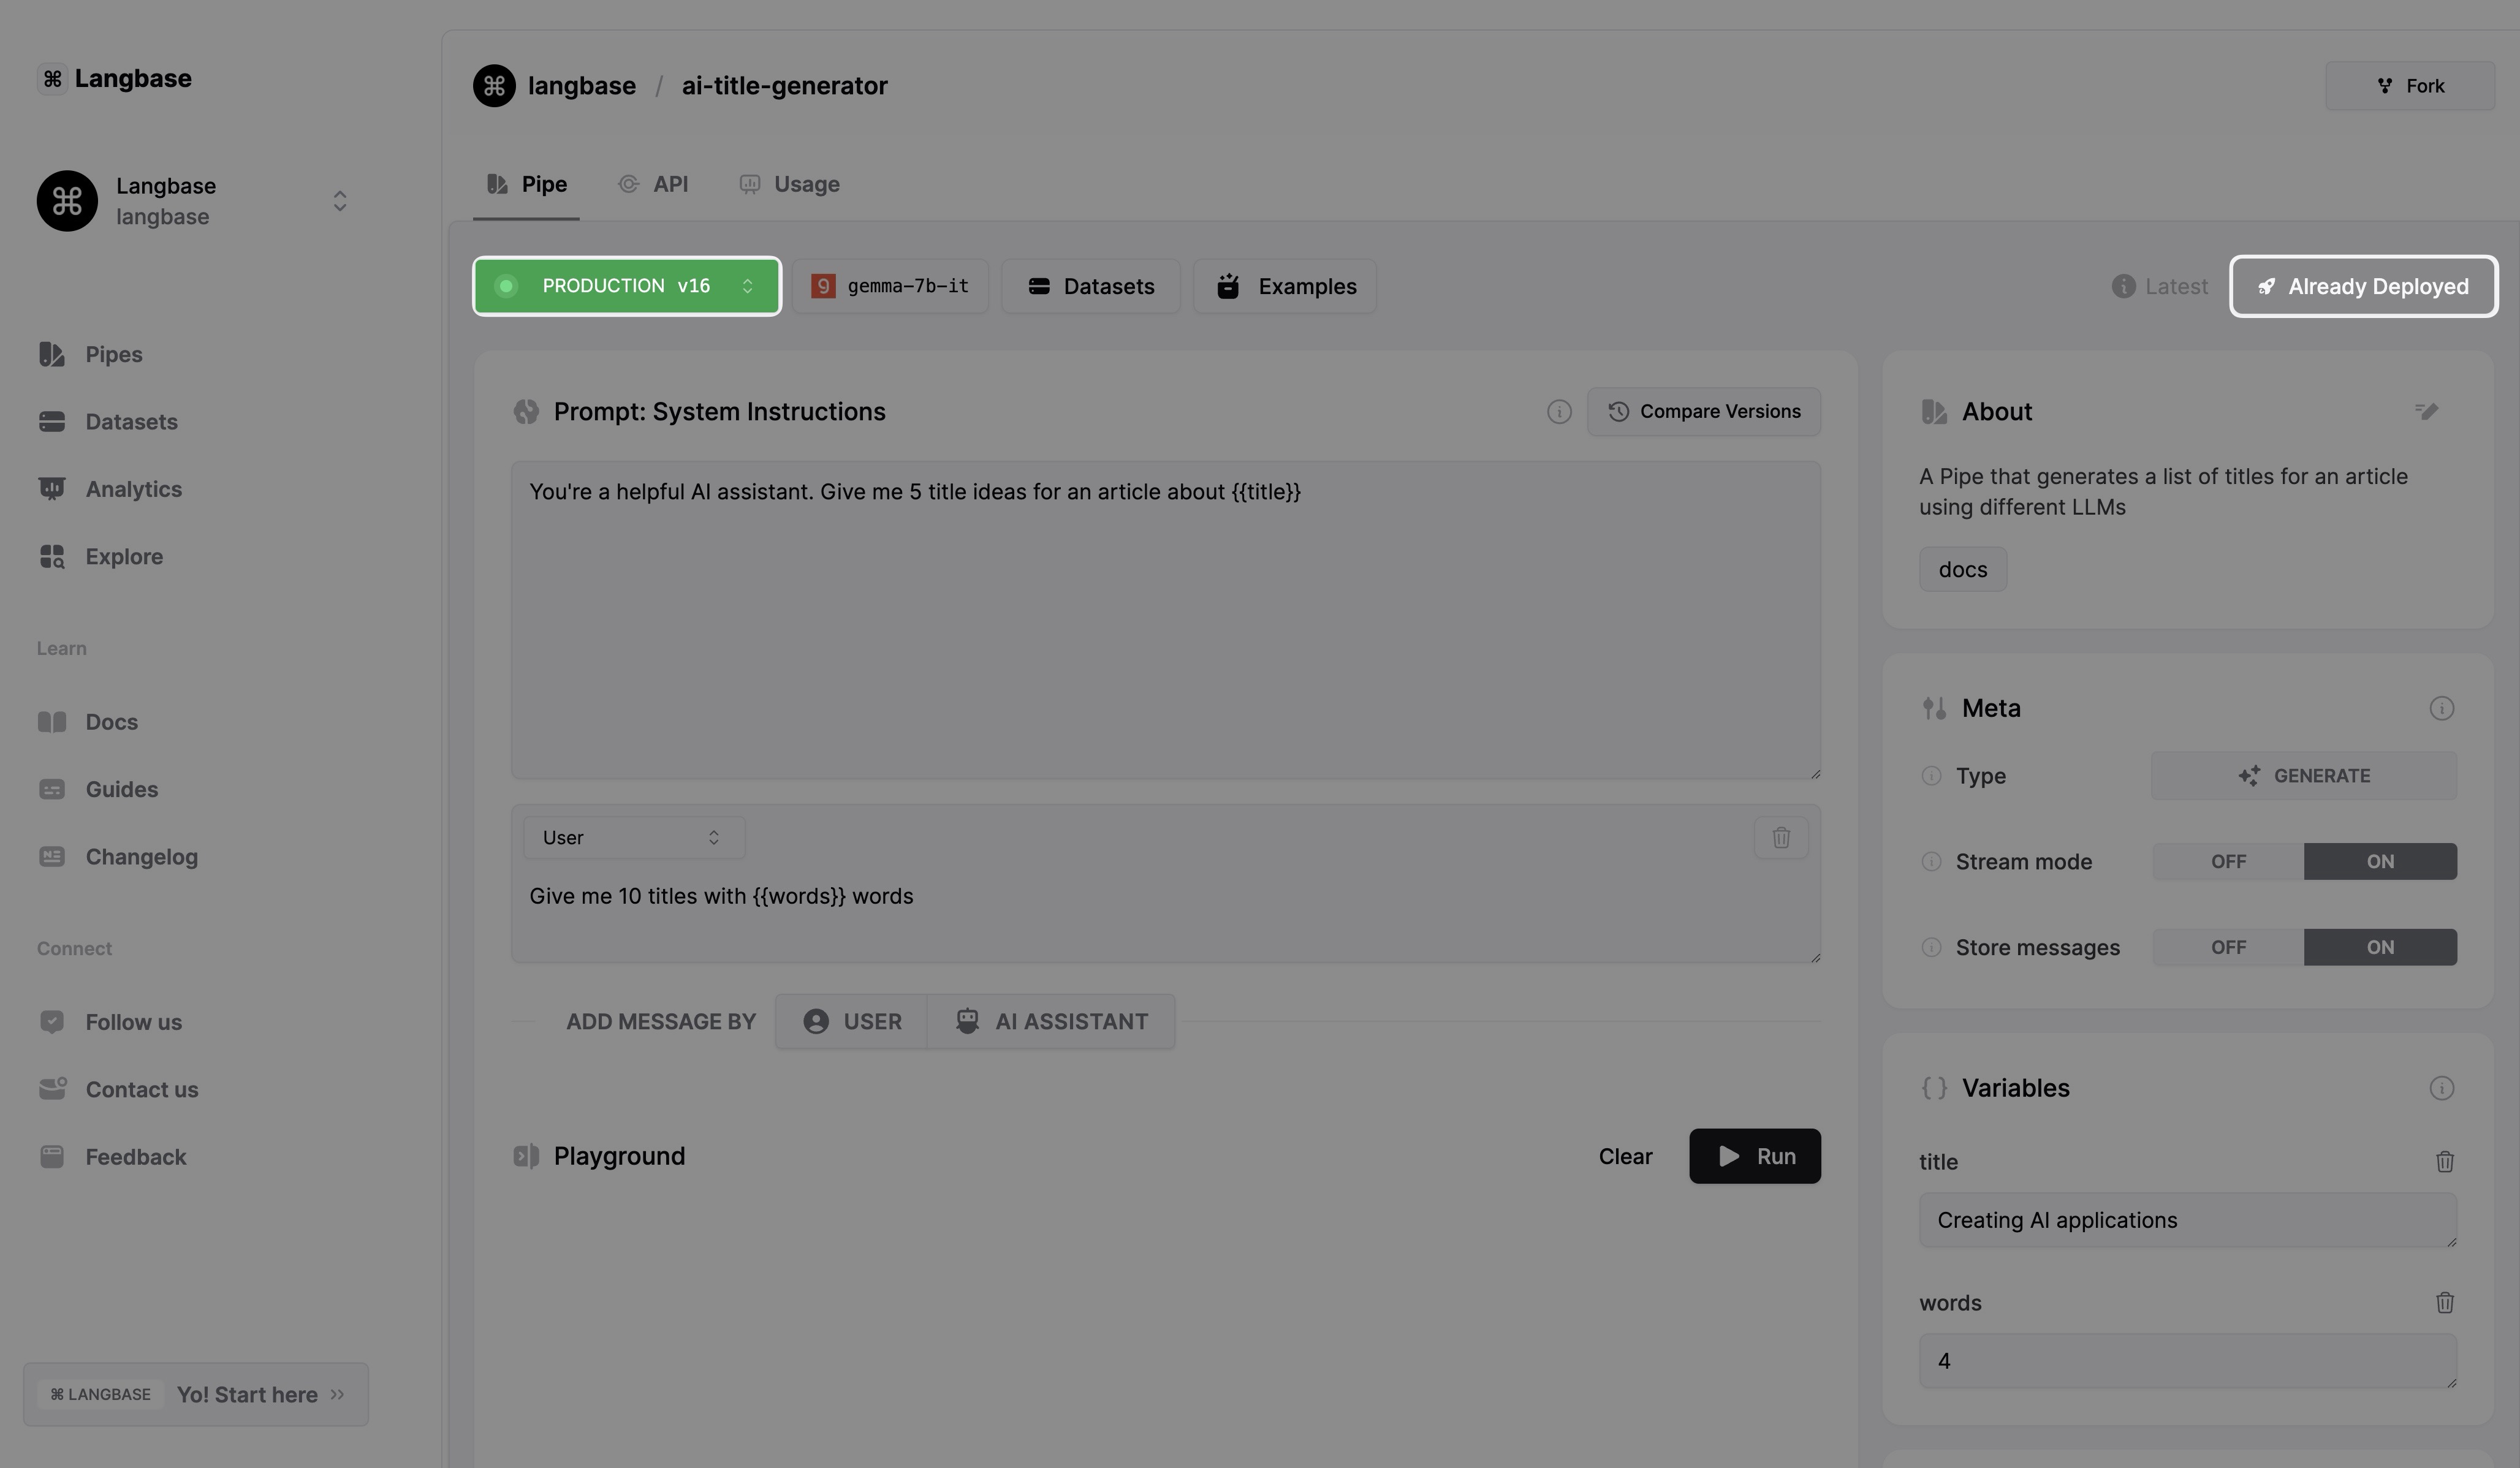 Langbase
Langbase
langbase
Pipes
Datasets
Analytics
Explore
Learn
Docs
Guides
Changelog
Connect
Follow us
Contact us
Feedback
⌘ LANGBASE Yo! Start here
langbase / ai-title-generator
Fork
Pipe API Usage
PRODUCTION v16 gemma-7b-it Datasets Examples Latest Already Deployed
Prompt: System Instructions Compare Versions
You're a helpful AI assistant. Give me 5 title ideas for an article about {{title}}
User
Give me 10 titles with {{words}} words
ADD MESSAGE BY USER AI ASSISTANT
Playground Clear Run
About
A Pipe that generates a list of titles for an article
using different LLMs
docs
Meta
Type GENERATE
Stream mode OFF ON
Store messages OFF ON
Variables
title
Creating AI applications
words
4